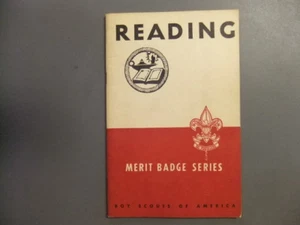 READING
MERIT BADGE SERIES
BOY SCOUTS OF AMERICA